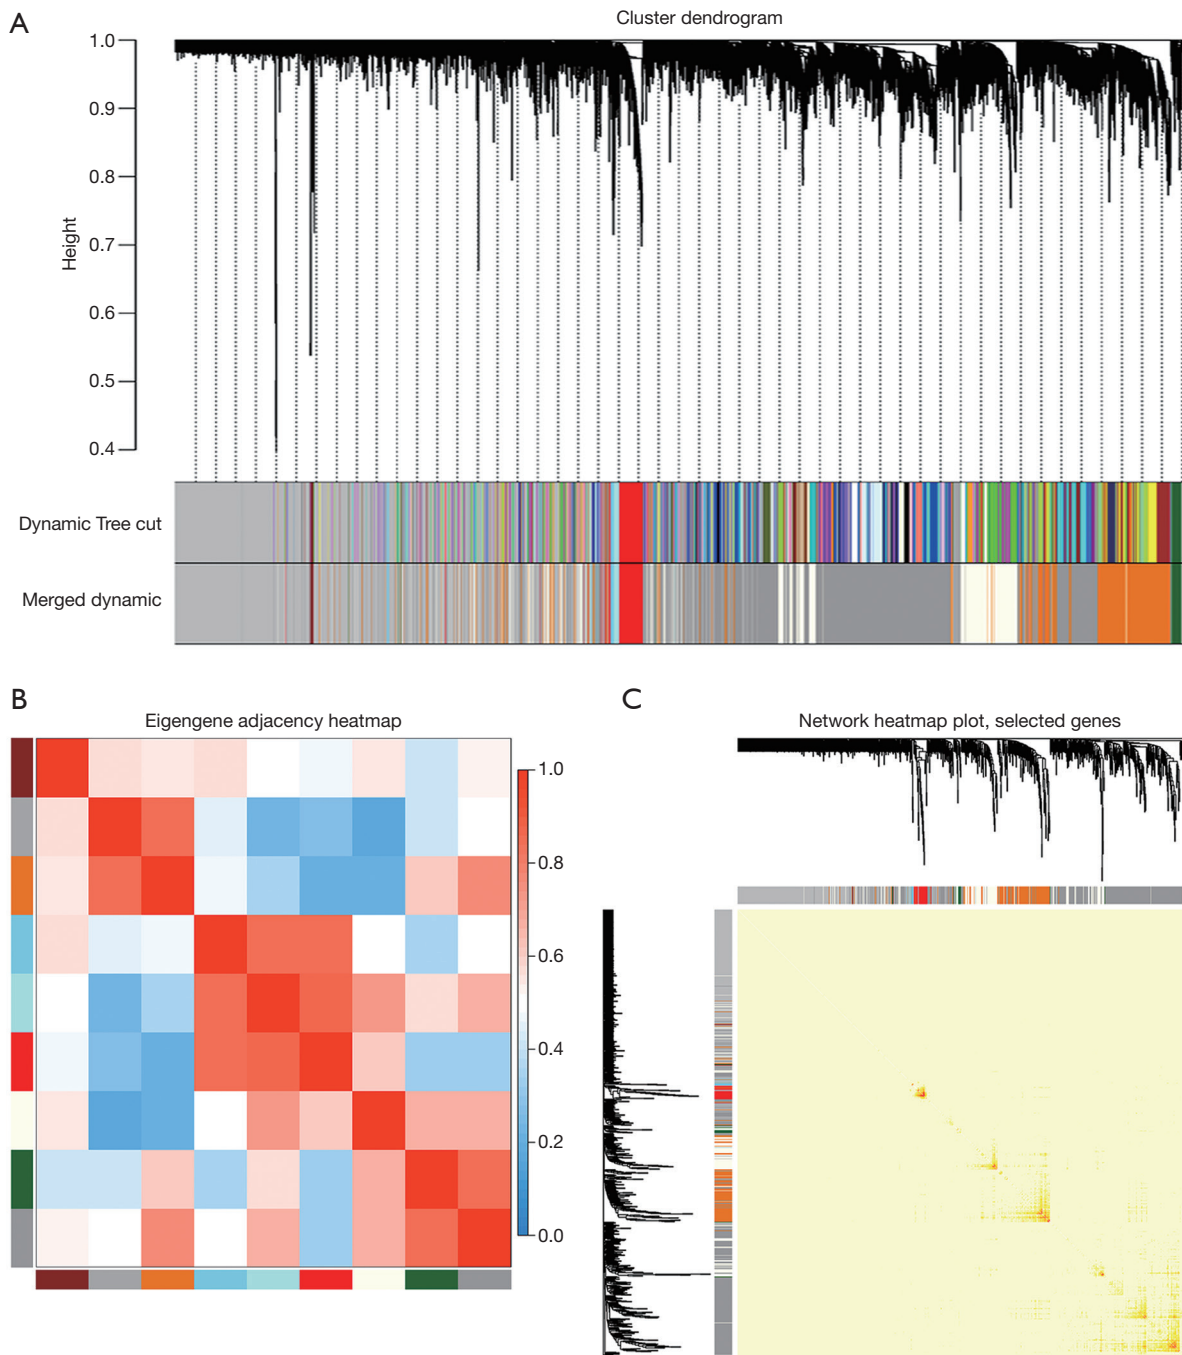 A
Cluster dendrogram
1.0
0.9
0.8
0.7
0.6
0.5
0.4
Height
Dynamic Tree cut
Merged dynamic
B
Eigengene adjacency heatmap
1.0
0.8
0.6
0.4
0.2
0.0
C
Network heatmap plot, selected genes